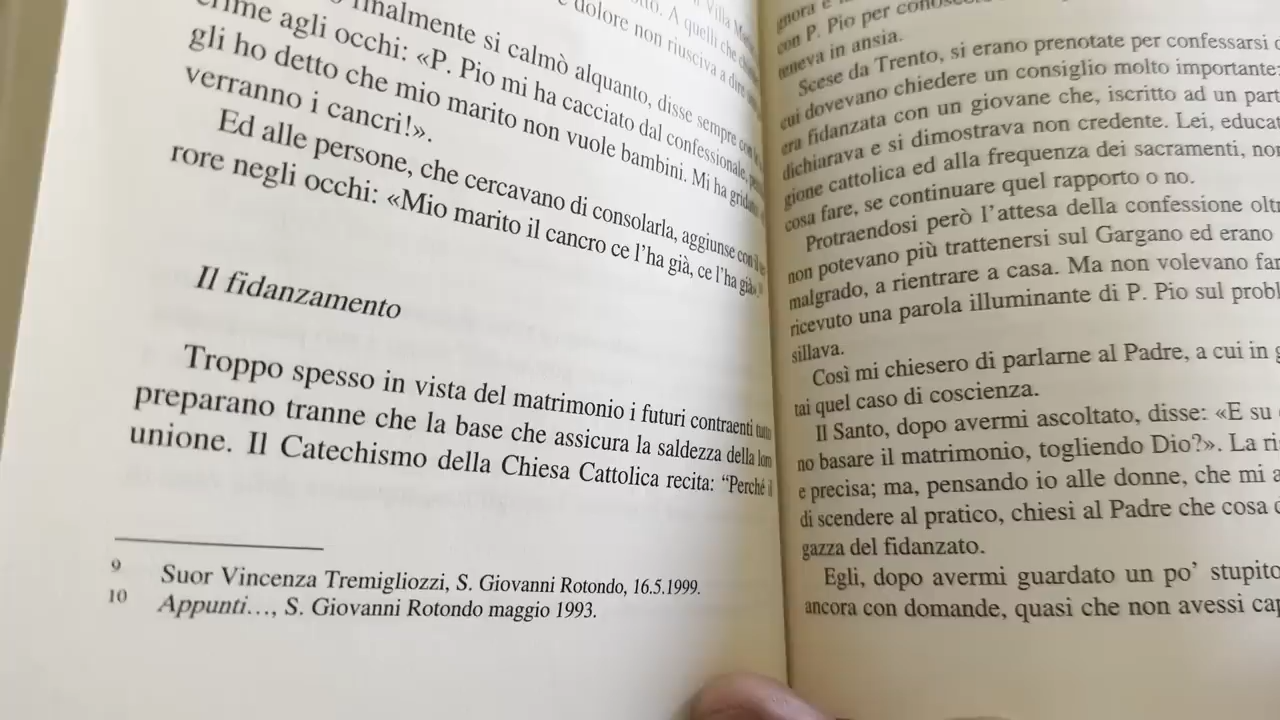 Villa
A quelli che
e dolore non riusciva a dire
finalmente si calmò alquanto, disse sempre con
agli occhi: «P. Pio mi ha cacciato dal confessionale,
gli ho detto che mio marito non vuole bambini. Mi ha
verranno i cancri!».
Ed alle persone, che cercavano di consolarla, aggiunse con
rore negli occhi: «Mio marito il cancro ce l'ha già, ce l'ha già»
Il fidanzamento
Troppo spesso in vista del matrimonio i futuri contraenti
preparano tranne che la base che assicura la saldezza della loro
unione. Il Catechismo della Chiesa Cattolica recita: “Perché il
9 Suor Vincenza Tremigliozzi, S. Giovanni Rotondo, 16.5.1999.
10 Appunti…, S. Giovanni Rotondo maggio 1993.
con P. Pio per
teneva in ansia.
Scese da Trento, si erano prenotate per confessarsi
cui dovevano chiedere un consiglio molto importante:
era fidanzata con un giovane che, iscritto ad un part
dichiarava e si dimostrava non credente. Lei, educat
gione cattolica ed alla frequenza dei sacramenti, non
cosa fare, se continuare quel rapporto o no.
Protraendosi però l'attesa della confessione oltr
non potevano più trattenersi sul Gargano ed erano
malgrado, a rientrare a casa. Ma non volevano far
ricevuto una parola illuminante di P. Pio sul probl
sillava.
Così mi chiesero di parlarne al Padre, a cui in
tai quel caso di coscienza.
Il Santo, dopo avermi ascoltato, disse: «E su
no basare il matrimonio, togliendo Dio?». La ri
e precisa; ma, pensando io alle donne, che mi a
di scendere al pratico, chiesi al Padre che cosa
gazza del fidanzato.
Egli, dopo avermi guardato un po' stupito
ancora con domande, quasi che non avessi cap